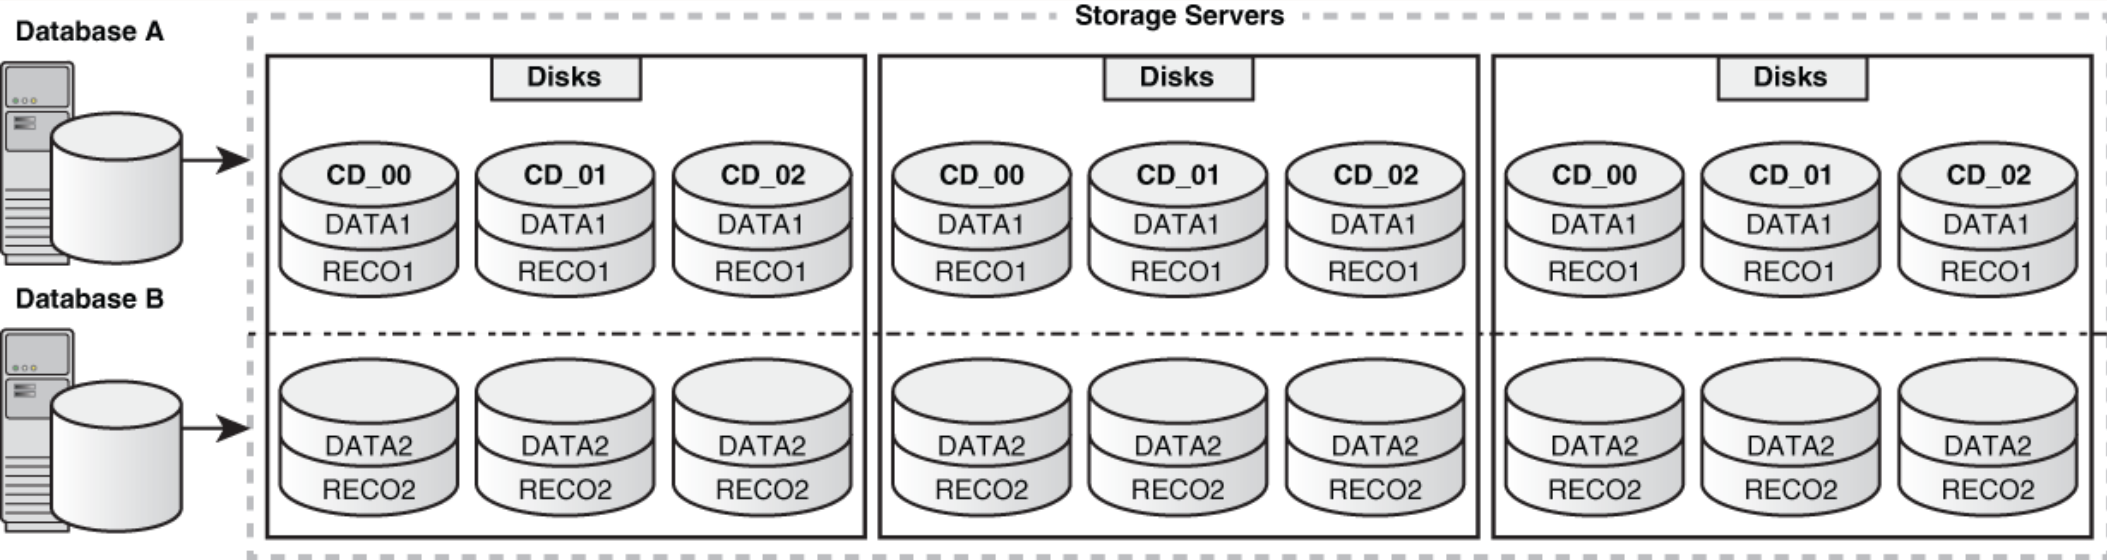 Storage Servers
Database A
Disks Disks Disks
CD_00 CD_01 CD_02 CD_00 CD_01 CD_02 CD_00 CD_01 CD_02
DATA1 DATA1 DATA1 DATA1 DATA1 DATA1 DATA1 DATA1 DATA1
RECO1 RECO1 RECO1 RECO1 RECO1 RECO1 RECO1 RECO1 RECO1
Database B
DATA2 DATA2 DATA2 DATA2 DATA2 DATA2 DATA2 DATA2 DATA2
RECO2 RECO2 RECO2 RECO2 RECO2 RECO2 RECO2 RECO2 RECO2